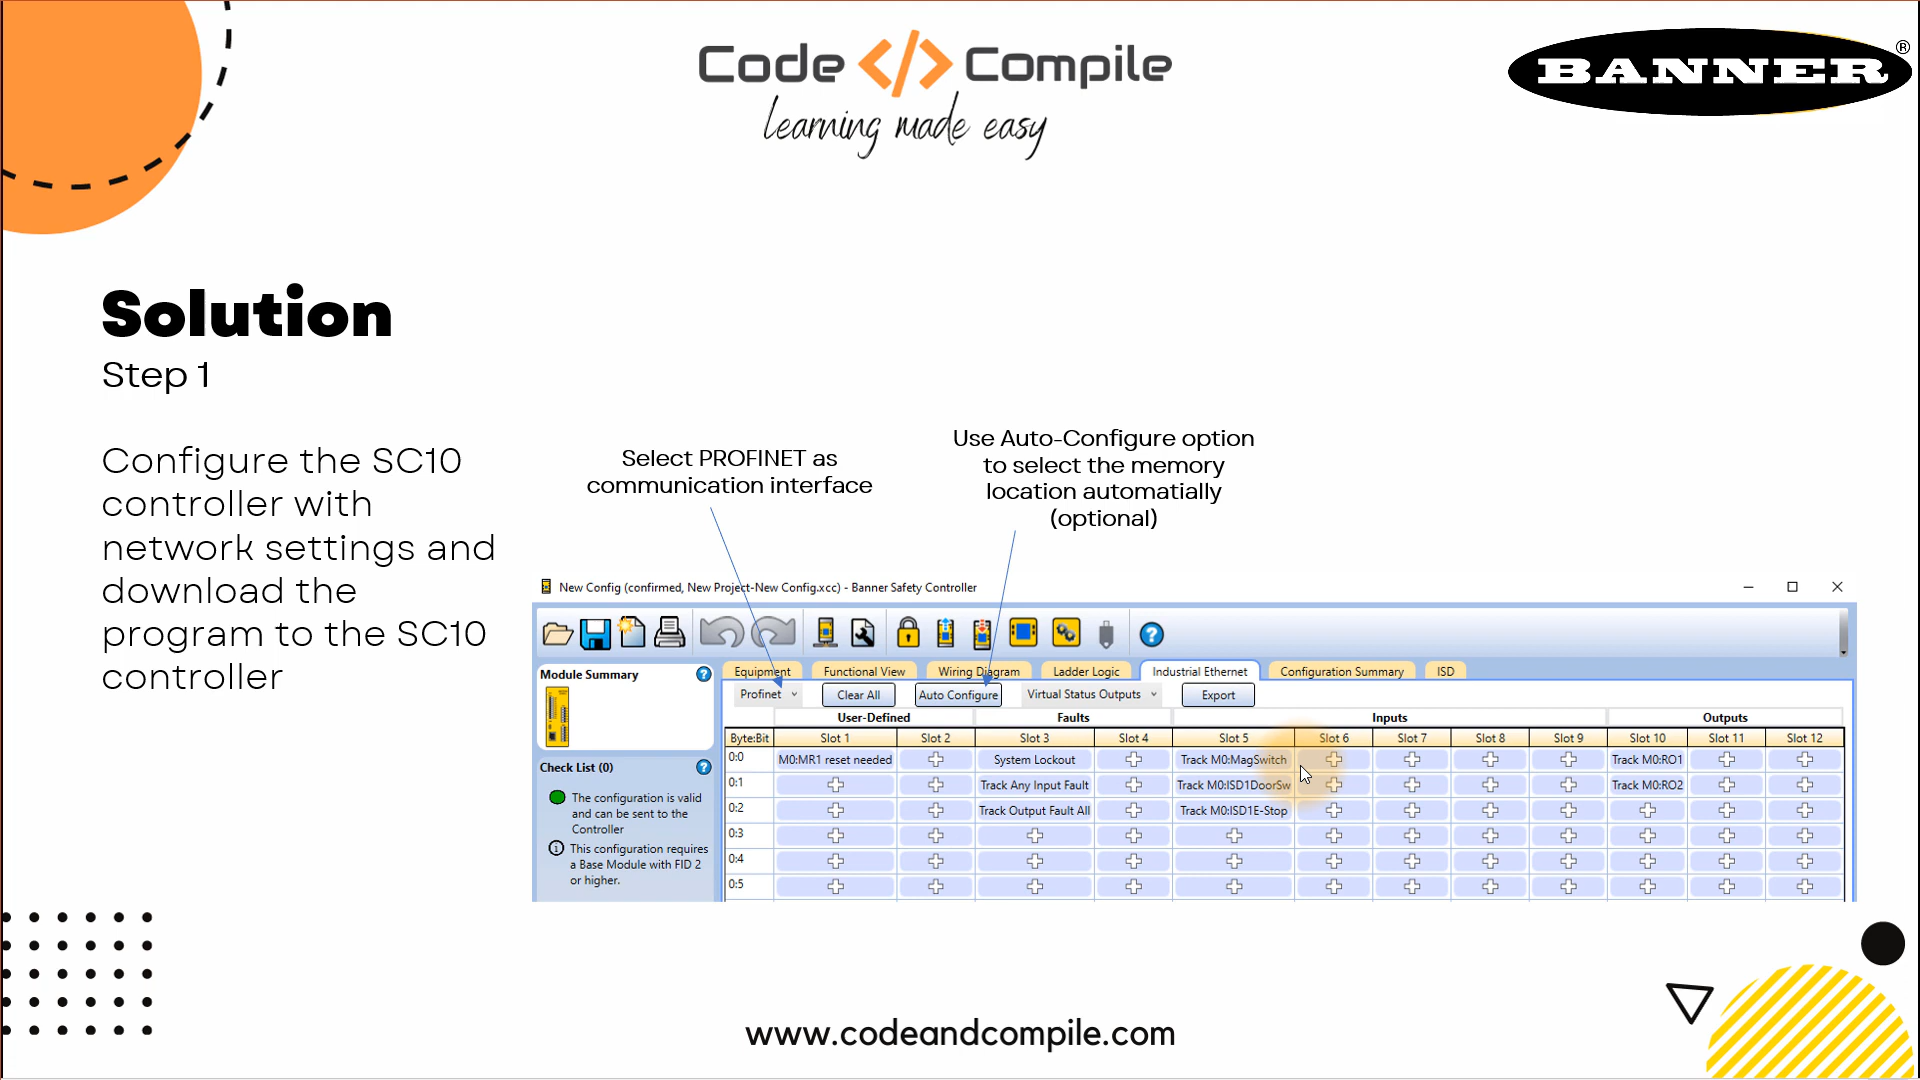 Code </> Compile
learning made easy
BANNER®
Solution
Step 1
Configure the SC10
controller with
network settings and
download the
program to the SC10
controller
Select PROFINET as
communication interface
Use Auto-Configure option
to select the memory
location automatially
(optional)
New Config (confirmed, New Project-New Config.xcc) - Banner Safety Controller
Module Summary
Equipment Functional View Wiring Diagram Ladder Logic Industrial Ethernet Configuration Summary ISD
Profinet Clear All Auto Configure Virtual Status Outputs Export
User-Defined Faults Inputs Outputs
Byte:Bit Slot 1 Slot 2 Slot 3 Slot 4 Slot 5 Slot 6 Slot 7 Slot 8 Slot 9 Slot 10 Slot 11 Slot 12
0:0 M0:MR1 reset needed System Lockout Track M0:MagSwitch Track M0:RO1
0:1 Track Any Input Fault Track M0:ISD1DoorSw Track M0:RO2
0:2 Track Output Fault All Track M0:ISD1E-Stop
0:3
0:4
0:5
Check List (0)
The configuration is valid
and can be sent to the
Controller
This configuration requires
a Base Module with FID 2
or higher.
www.codeandcompile.com